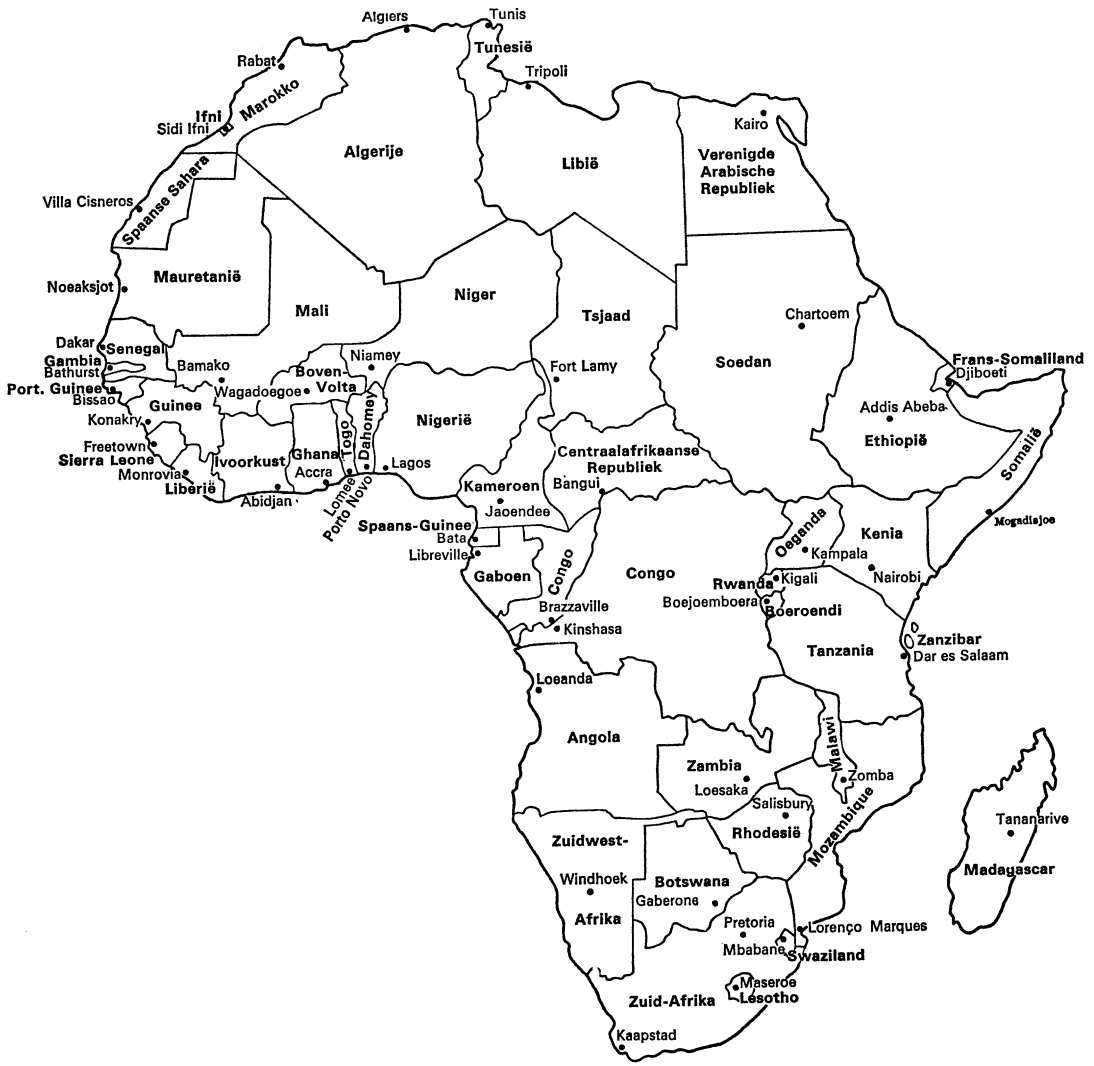 Algiers
Tunis
Tunesië
Rabat
Tripoli
Marokko
Ifni
Sidi Ifni
Kairo
Algerije
Libië
Verenigde
Arabische
Republiek
Spaanse Sahara
Villa Cisneros
Mauretanië
Noeaksjot
Niger
Mali
Tsjaad
Chartoem
Soedan
Dakar
Senegal
Gambia
Bathurst
Bamako
Niamey
Boven-
Volta
Wagadoegoe
Fort Lamy
Frans-Somaliland
Djiboeti
Port. Guinee
Bissao
Guinee
Konakry
Addis Abeba
Ethiopië
Somalië
Nigerië
Dahomey
Togo
Ghana
Accra
Ivoorkust
Freetown
Sierra Leone
Monrovia
Liberië
Abidjan
Lomee
Porto Novo
Lagos
Centraalafrikaanse
Republiek
Bangui
Kameroen
Jaoendee
Spaans-Guinee
Bata
Libreville
Gaboen
Congo
Congo
Oeganda
Kampala
Kenia
Nairobi
Mogadisjoe
Rwanda
Kigali
Boejoemboera
Boeroendi
Brazzaville
Kinshasa
Tanzania
Zanzibar
Dar es Salaam
Loeanda
Angola
Zambia
Loesaka
Malawi
Zomba
Mozambique
Salisbury
Rhodesië
Tananarive
Madagascar
Zuidwest-
Afrika
Windhoek
Botswana
Gaberone
Pretoria
Lorenço Marques
Mbabane
Swaziland
Maseroe
Lesotho
Zuid-Afrika
Kaapstad